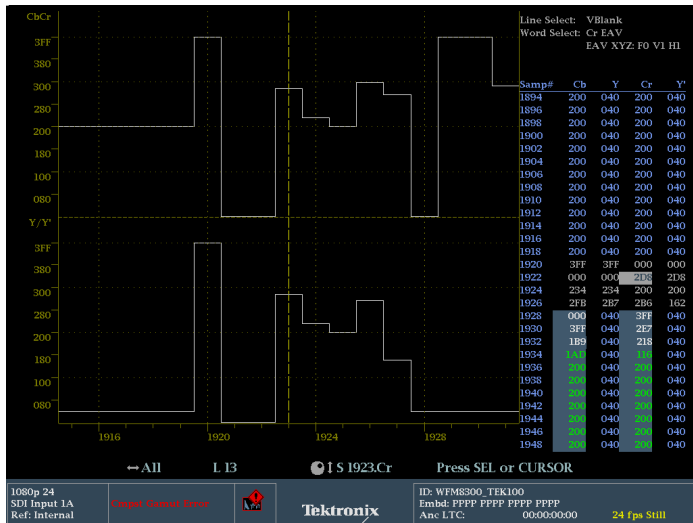 CbCr
3FF
380
300
280
200
180
100
080
Y/Y'
3FF
380
300
280
200
180
100
080
1916 1920 1924 1928
Line Select: VBlank
Word Select: Cr EAV
EAV XYZ: F0 V1 H1
Samp# Cb Y Cr Y'
1894 200 040 200 040
1896 200 040 200 040
1898 200 040 200 040
1900 200 040 200 040
1902 200 040 200 040
1904 200 040 200 040
1906 200 040 200 040
1908 200 040 200 040
1910 200 040 200 040
1912 200 040 200 040
1914 200 040 200 040
1916 200 040 200 040
1918 200 040 200 040
1920 3FF 3FF 000 000
1922 000 000 2D8 2D8
1924 234 234 200 200
1926 2FB 2B7 2B6 162
1928 000 040 3FF 040
1930 3FF 040 2E7 040
1932 1B9 040 218 040
1934 1AD 040 116 040
1936 200 040 200 040
1938 200 040 200 040
1940 200 040 200 040
1942 200 040 200 040
1944 200 040 200 040
1946 200 040 200 040
1948 200 040 200 040
↔ All L 13 ↕ S 1923.Cr Press SEL or CURSOR
1080p 24
SDI Input 1A
Ref: Internal
Tektronix
ID: WFM8300_TEK100
Embd: PPPP PPPP PPPP PPPP
Anc LTC: 00:00:00:00 24 fps Still